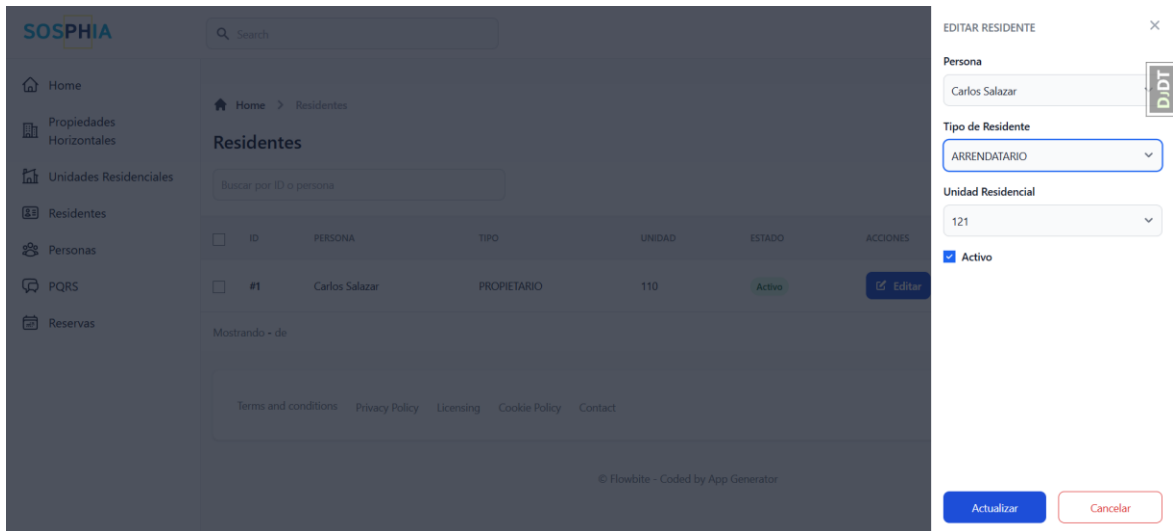 SOSPHIA
Search
Home
Propiedades
Horizontales
Unidades Residenciales
Residentes
Personas
PQRS
Reservas
Home > Residentes
Residentes
Buscar por ID o persona
ID PERSONA TIPO UNIDAD ESTADO ACCIONES
#1 Carlos Salazar PROPIETARIO 110 Activo Editar
Mostrando - de
Terms and conditions Privacy Policy Licensing Cookie Policy Contact
© Flowbite - Coded by App Generator
EDITAR RESIDENTE
Persona
Carlos Salazar
DJDT
Tipo de Residente
ARRENDATARIO
Unidad Residencial
121
Activo
Actualizar Cancelar